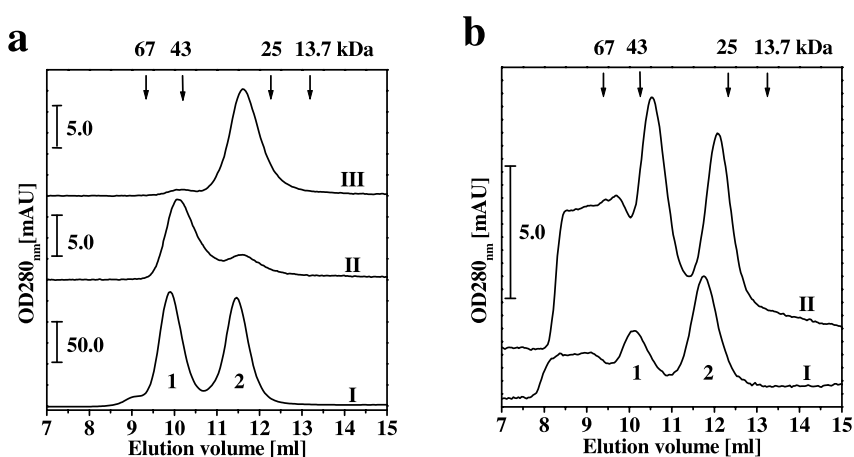 a
67 43 25 13.7 kDa
5.0
III
5.0
II
50.0
1 2 I
OD280nm[mAU]
7 8 9 10 11 12 13 14 15
Elution volume [ml]
b
67 43 25 13.7 kDa
5.0
II
1 2 I
OD280nm [mAU]
7 8 9 10 11 12 13 14 15
Elution volume [ml]